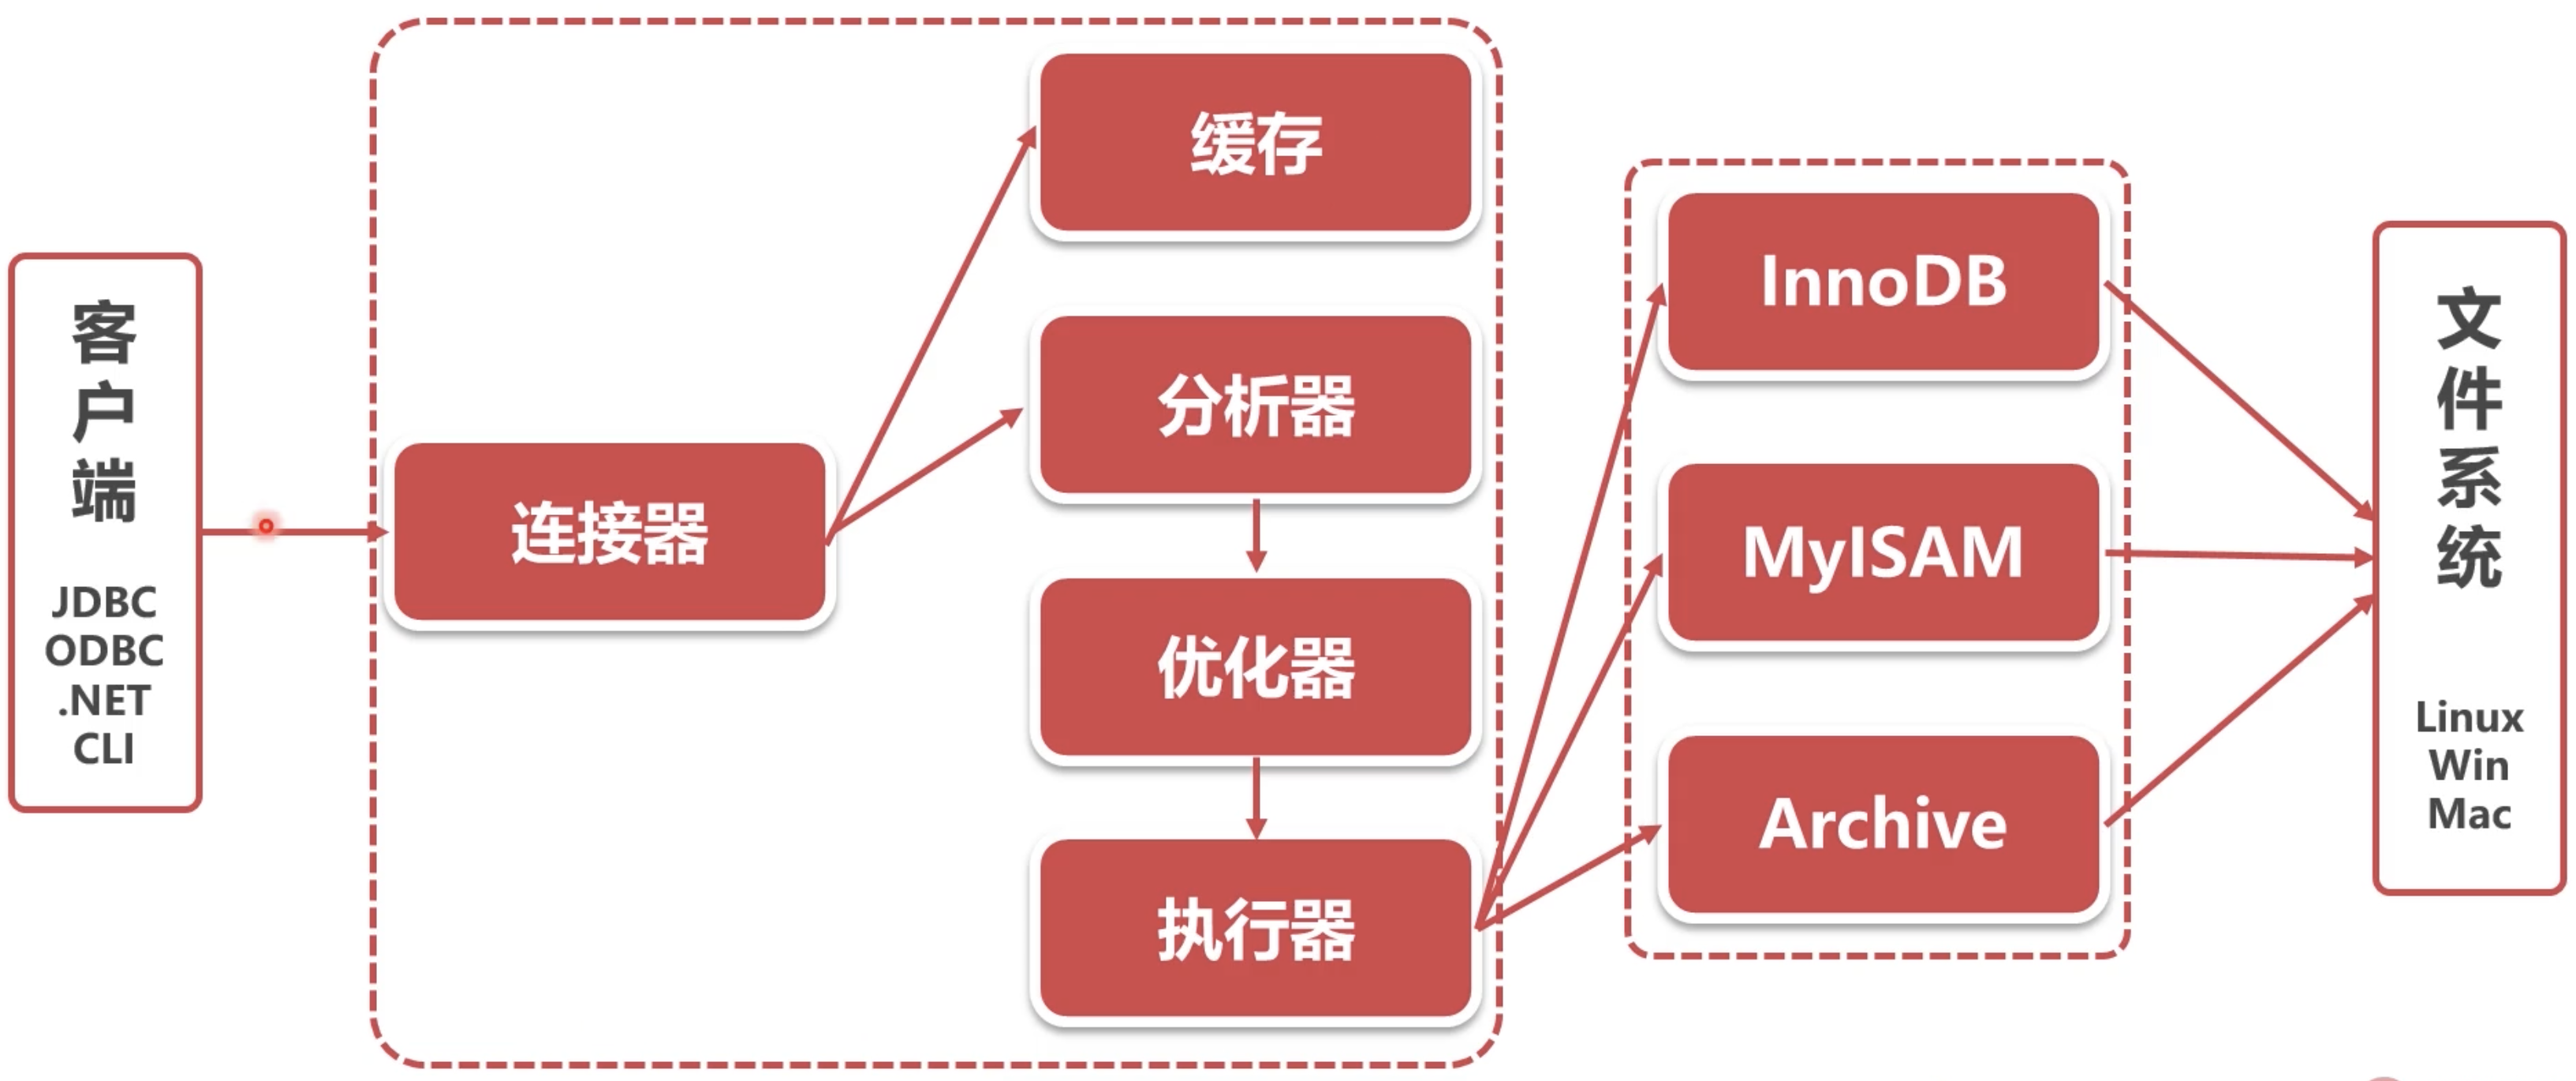 客
户
端
JDBC
ODBC
.NET
CLI
连接器
缓存
分析器
优化器
执行器
InnoDB
MyISAM
Archive
文
件
系
统
Linux
Win
Mac